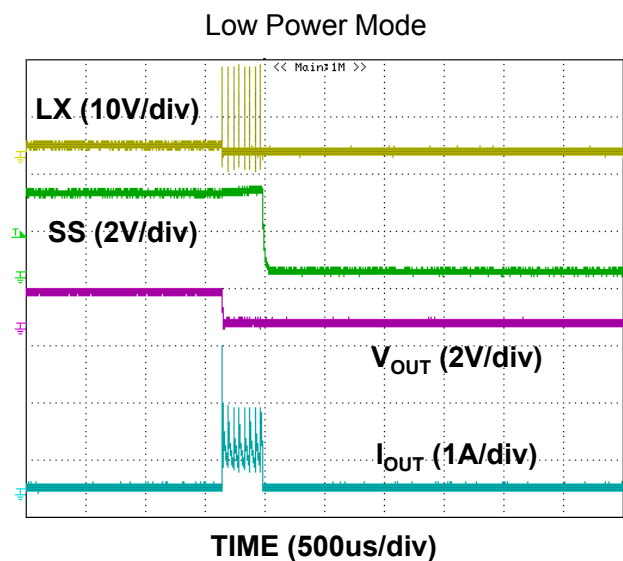 Low Power Mode
<< Main:1M >>
LX (10V/div)
T
SS (2V/div)
VOUT (2V/div)
IOUT (1A/div)
TIME (500us/div)